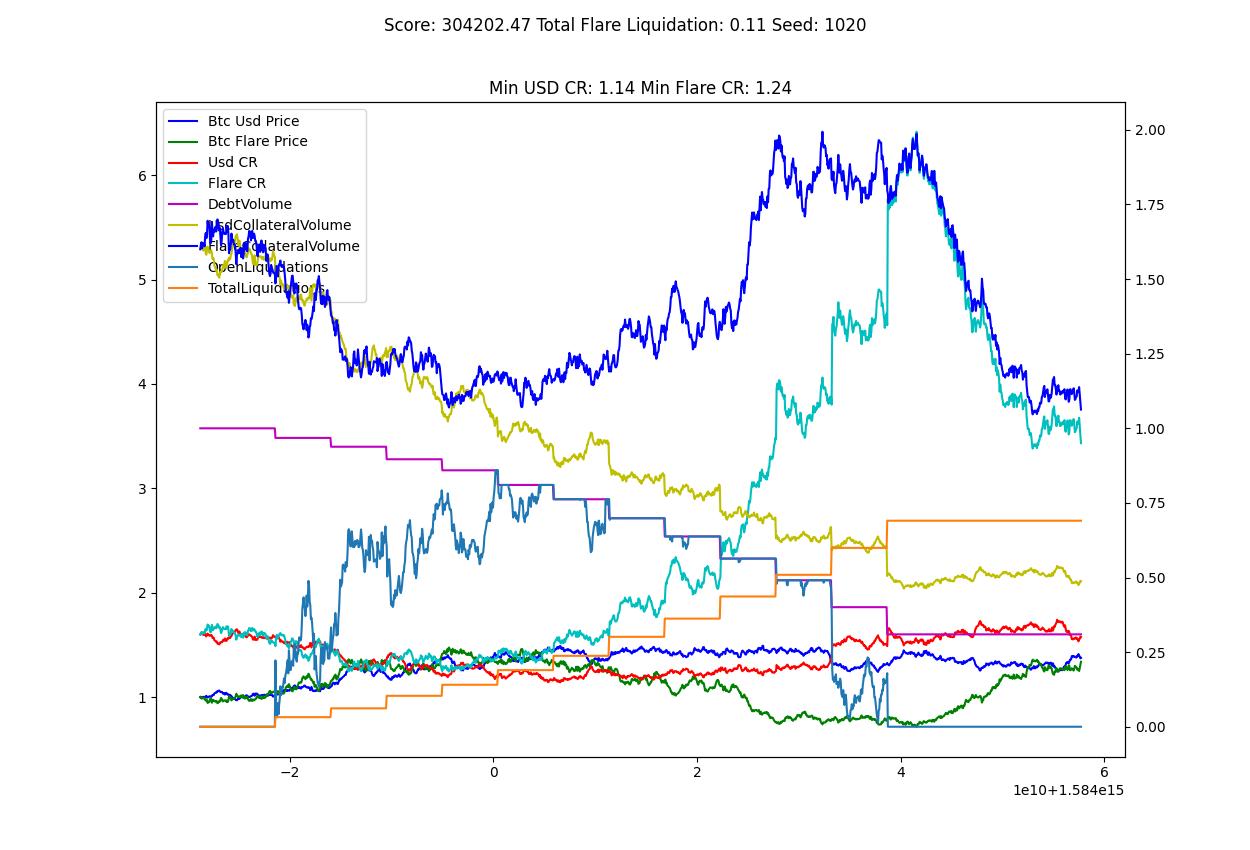 Score: 304202.47 Total Flare Liquidation: 0.11 Seed: 1020
Min USD CR: 1.14 Min Flare CR: 1.24
Btc Usd Price
Btc Flare Price
Usd CR
Flare CR
DebtVolume
UsdCollateralVolume
FlareCollateralVolume
OpenLiquidations
TotalLiquidations
6
5
4
3
2
1
2.00
1.75
1.50
1.25
1.00
0.75
0.50
0.25
0.00
−2
0
2
4
6
1e10+1.584e15